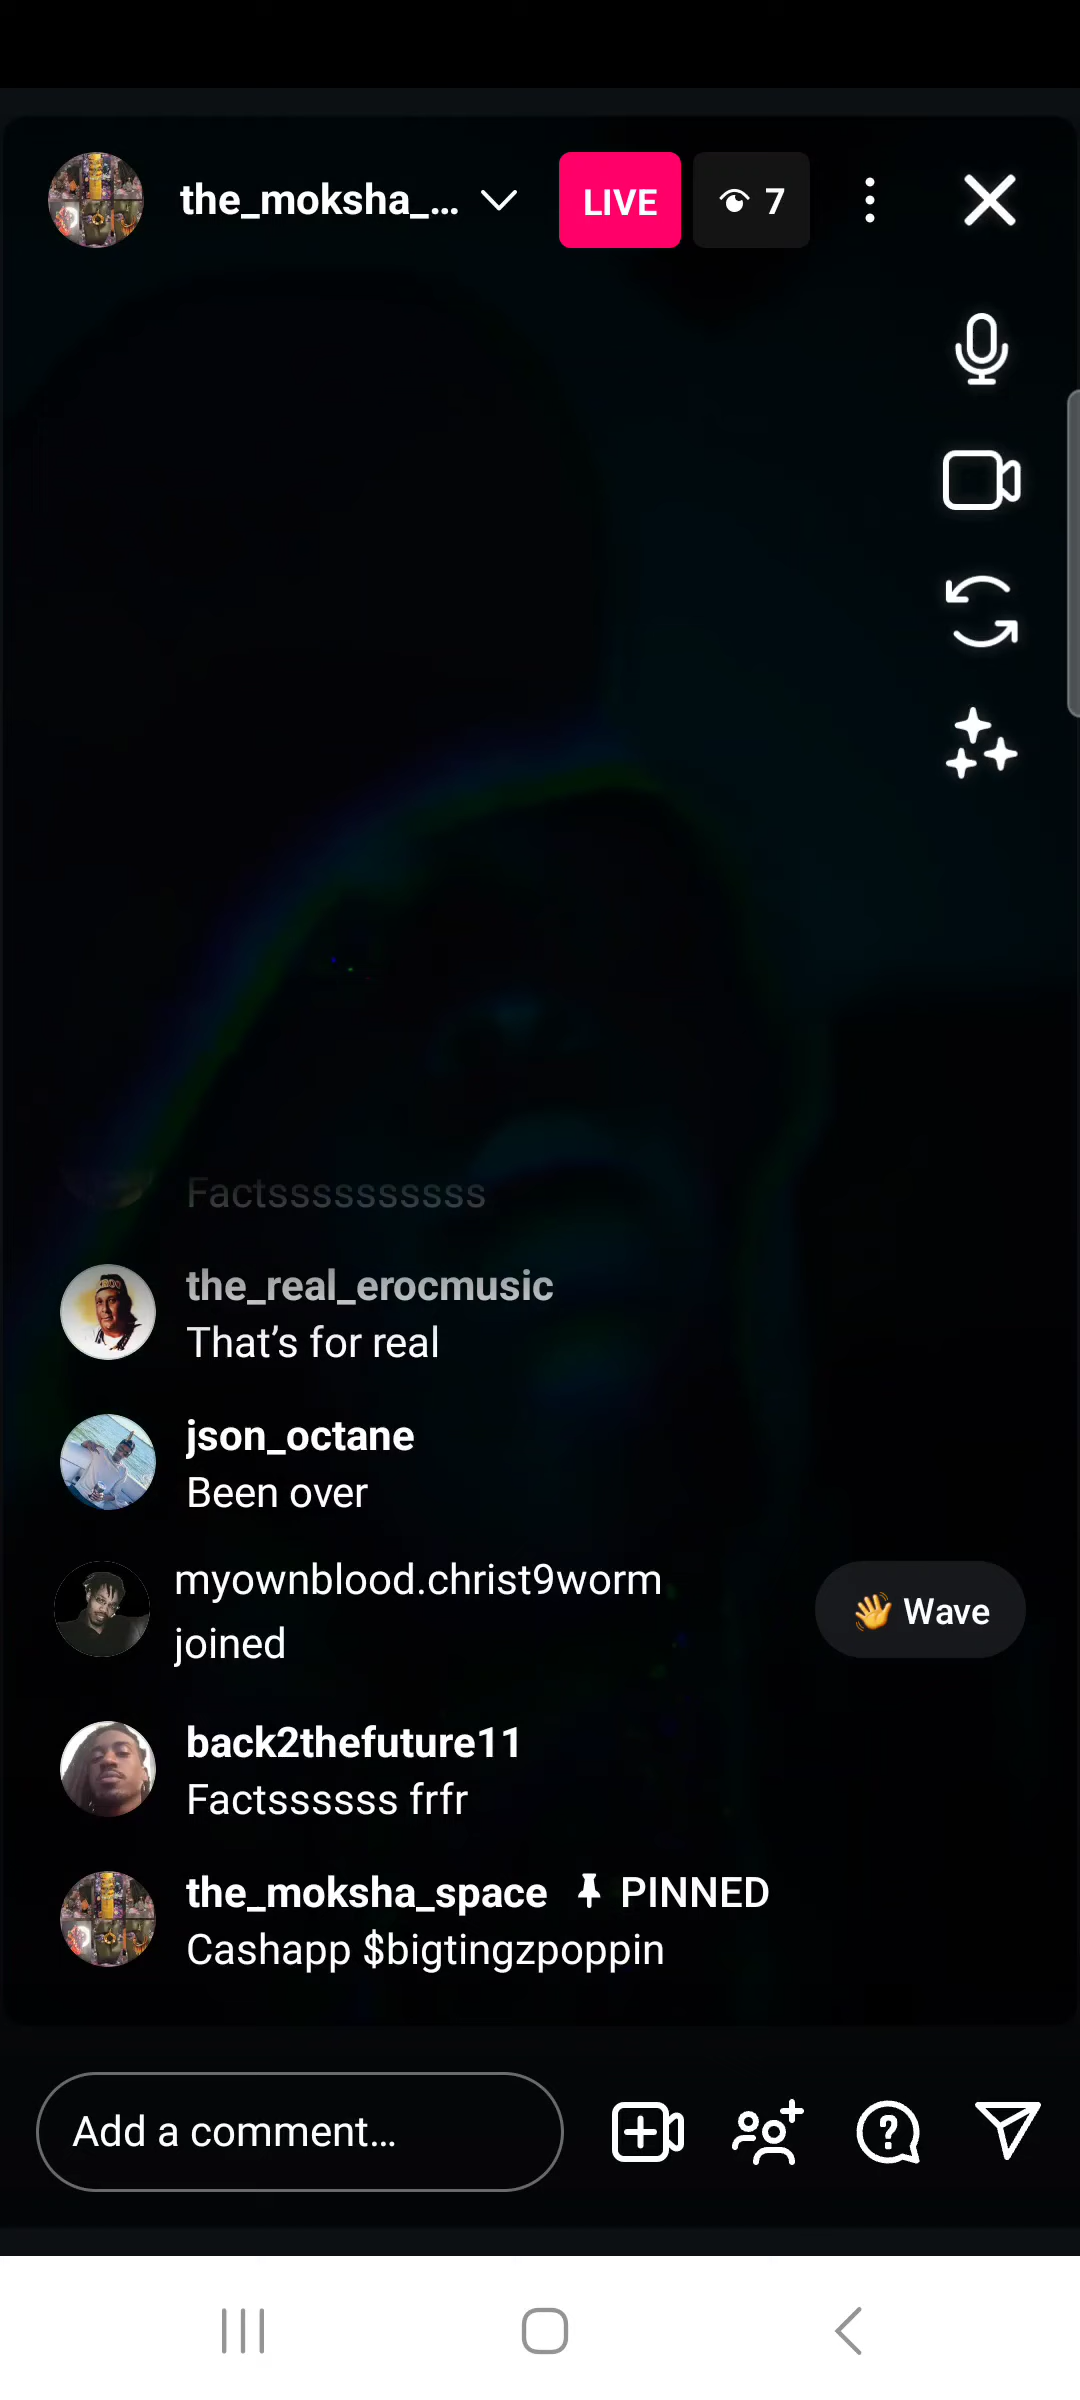 the_moksha_...
LIVE
7
Factssssssssss
the_real_erocmusic
That’s for real
json_octane
Been over
myownblood.christ9worm
joined
👋 Wave
back2thefuture11
Factssssss frfr
the_moksha_space PINNED
Cashapp $bigtingzpoppin
Add a comment...